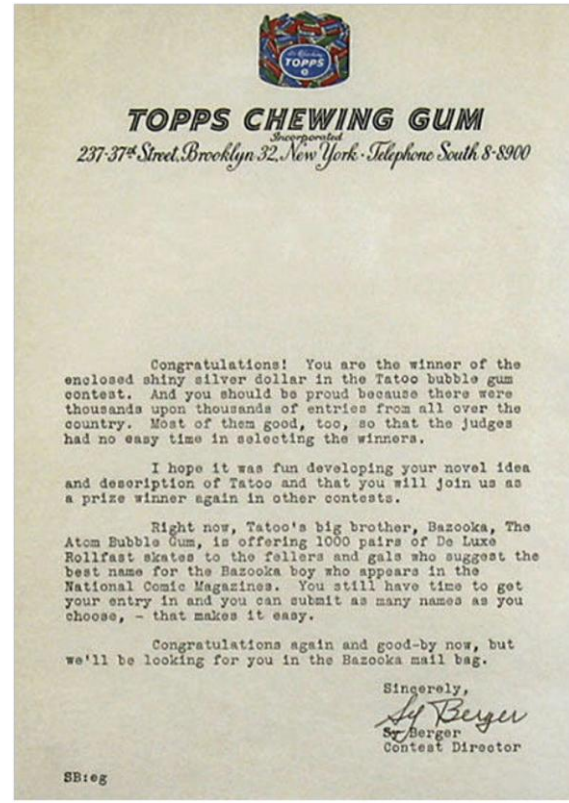 TOPPS
TOPPS CHEWING GUM
Incorporated
237-37th Street, Brooklyn 32, New York · Telephone South 8-8900
Congratulations! You are the winner of the
enclosed shiny silver dollar in the Tatoo bubble gum
contest. And you should be proud because there were
thousands upon thousands of entries from all over the
country. Most of them good, too, so that the judges
had no easy time in selecting the winners.
I hope it was fun developing your novel idea
and description of Tatoo and that you will join us as
a prize winner again in other contests.
Right now, Tatoo's big brother, Bazooka, The
Atom Bubble Gum, is offering 1000 pairs of De Luxe
Rollfast skates to the fellers and gals who suggest the
best name for the Bazooka boy who appears in the
National Comic Magazines. You still have time to get
your entry in and you can submit as many names as you
choose, - that makes it easy.
Congratulations again and good-by now, but
we'll be looking for you in the Bazooka mail bag.
Sincerely,
Sy Berger
Sy Berger
Contest Director
SB:eg